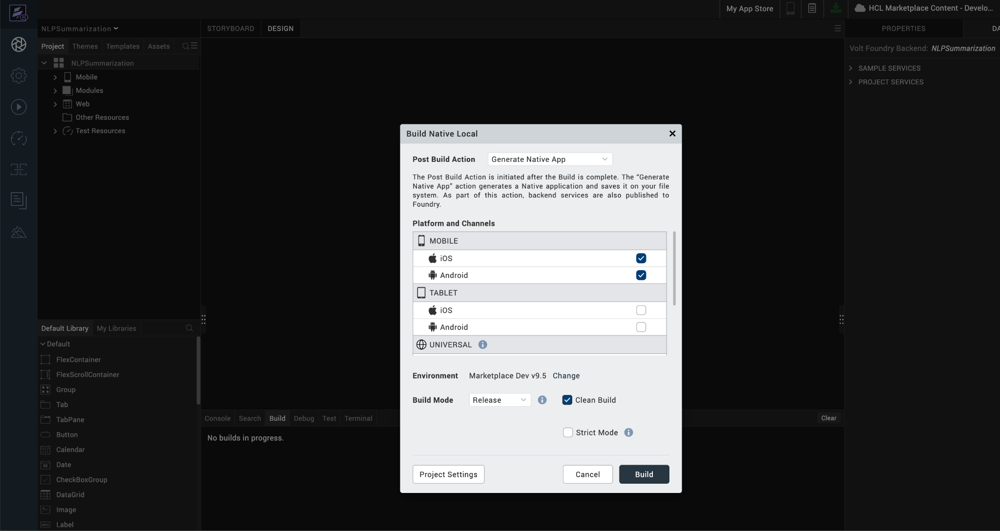 My App Store
HCL Marketplace Content - Develo...
NLPSummarization
STORYBOARD
DESIGN
PROPERTIES
DA
Project
Themes
Templates
Assets
Volt Foundry Backend: NLPSummarization
NLPSummarization
SAMPLE SERVICES
Mobile
PROJECT SERVICES
Modules
Web
Other Resources
Test Resources
Build Native Local
Post Build Action
Generate Native App
The Post Build Action is initiated after the Build is complete. The “Generate
Native App” action generates a Native application and saves it on your file
system. As part of this action, backend services are also published to
Foundry.
Platform and Channels
MOBILE
iOS
Android
TABLET
iOS
Android
UNIVERSAL
Environment
Marketplace Dev v9.5
Change
Build Mode
Release
Clean Build
Strict Mode
Project Settings
Cancel
Build
Default Library
My Libraries
Default
FlexContainer
FlexScrollContainer
Group
Tab
TabPane
Button
Calendar
02
Date
CheckBoxGroup
DataGrid
Image
abc
Label
Console
Search
Build
Debug
Test
Terminal
Clear
No builds in progress.